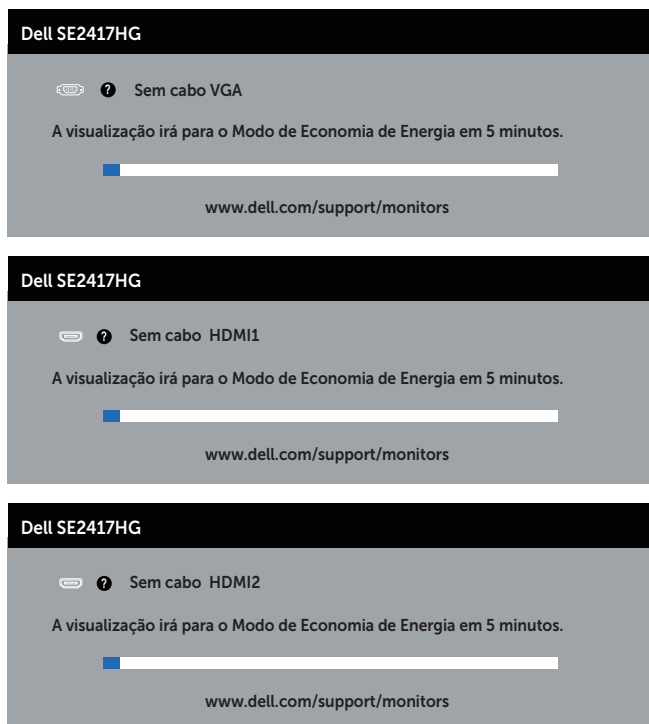 Dell SE2417HG
? Sem cabo VGA
A visualização irá para o Modo de Economia de Energia em 5 minutos.
www.dell.com/support/monitors
Dell SE2417HG
? Sem cabo HDMI1
A visualização irá para o Modo de Economia de Energia em 5 minutos.
www.dell.com/support/monitors
Dell SE2417HG
? Sem cabo HDMI2
A visualização irá para o Modo de Economia de Energia em 5 minutos.
www.dell.com/support/monitors